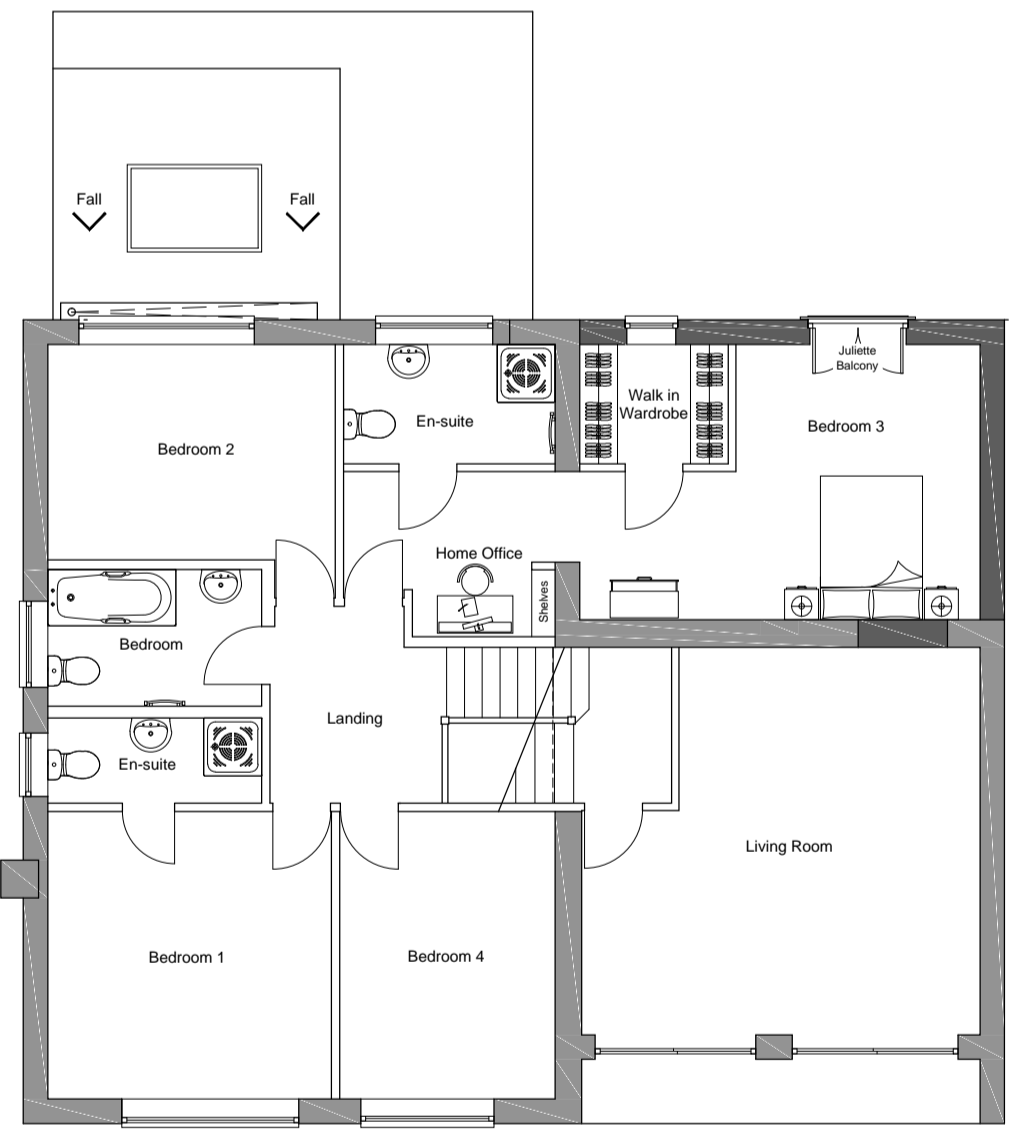 Fall
Fall
Juliette
Balcony
Walk in
Wardrobe
En-suite
Bedroom 3
Bedroom 2
Home Office
Shelves
Bedroom
Landing
En-suite
Living Room
Bedroom 1
Bedroom 4